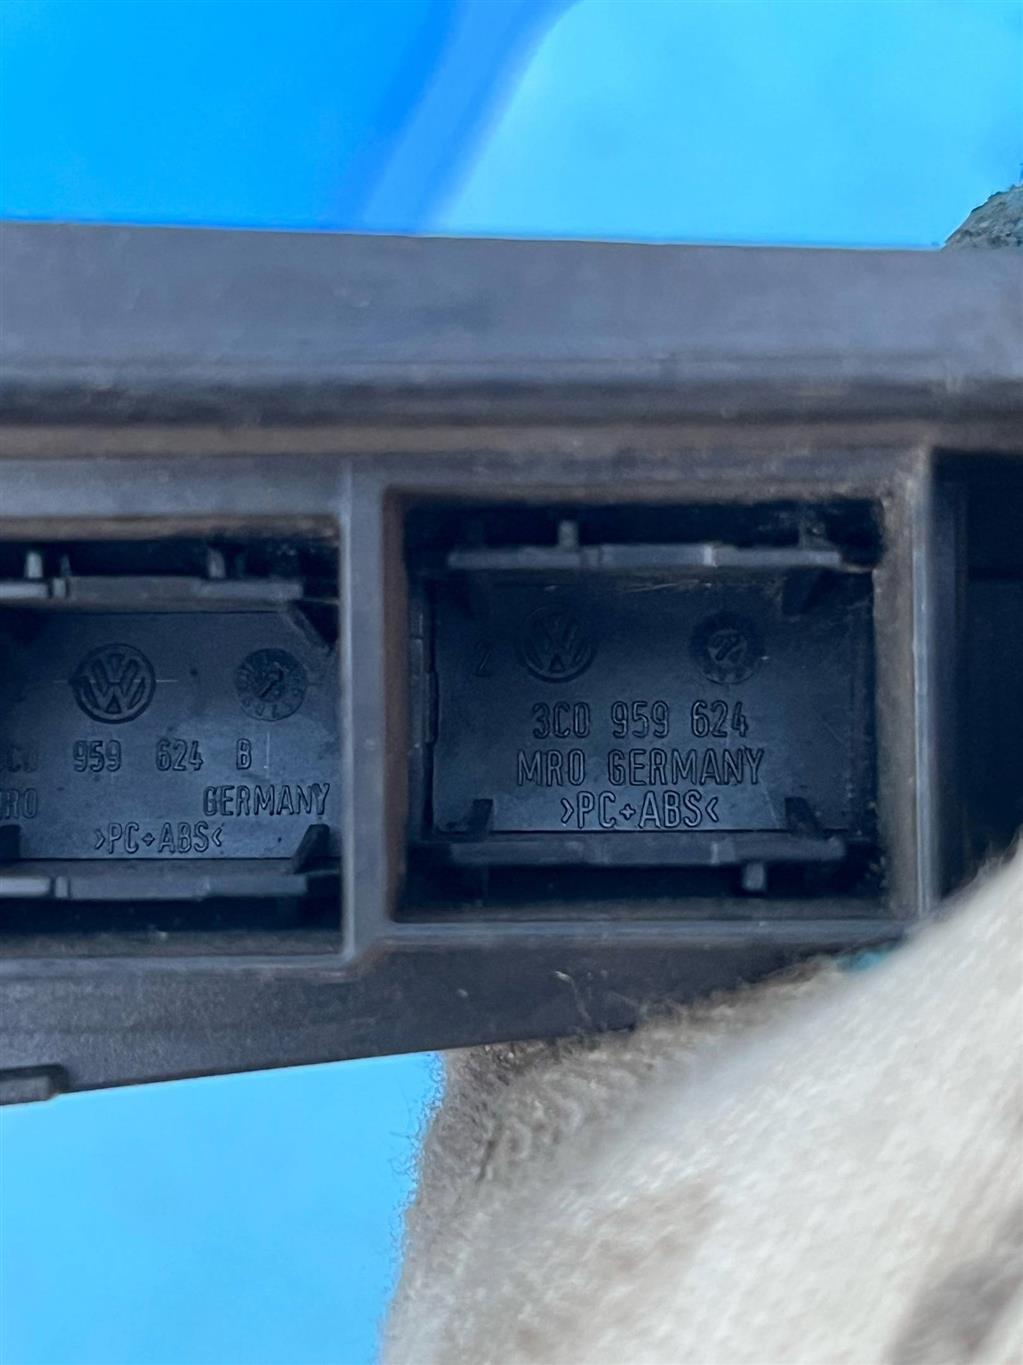 959 624 B
GERMANY
>PC+ABS<
2
3C0 959 624
MRO GERMANY
>PC+ABS<